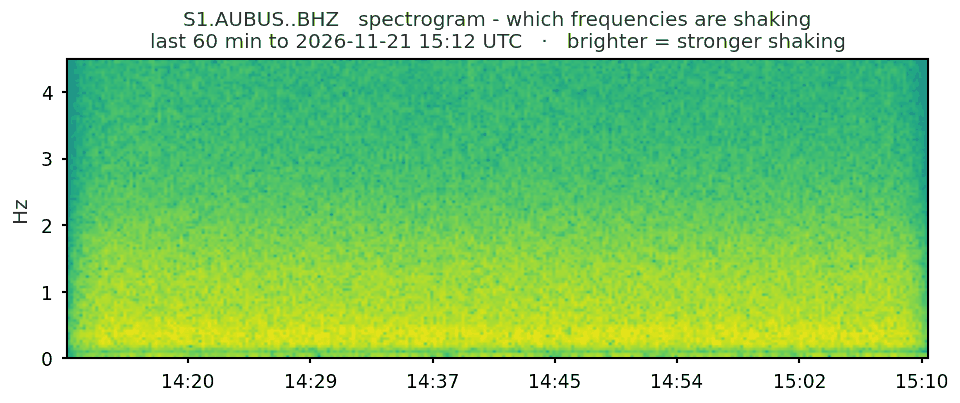 S1.AUBUS..BHZ   spectrogram - which frequencies are shaking
last 60 min to 2026-11-21 15:12 UTC   ·   brighter = stronger shaking
4
3
2
1
0
Hz
14:20 14:29 14:37 14:45 14:54 15:02 15:10